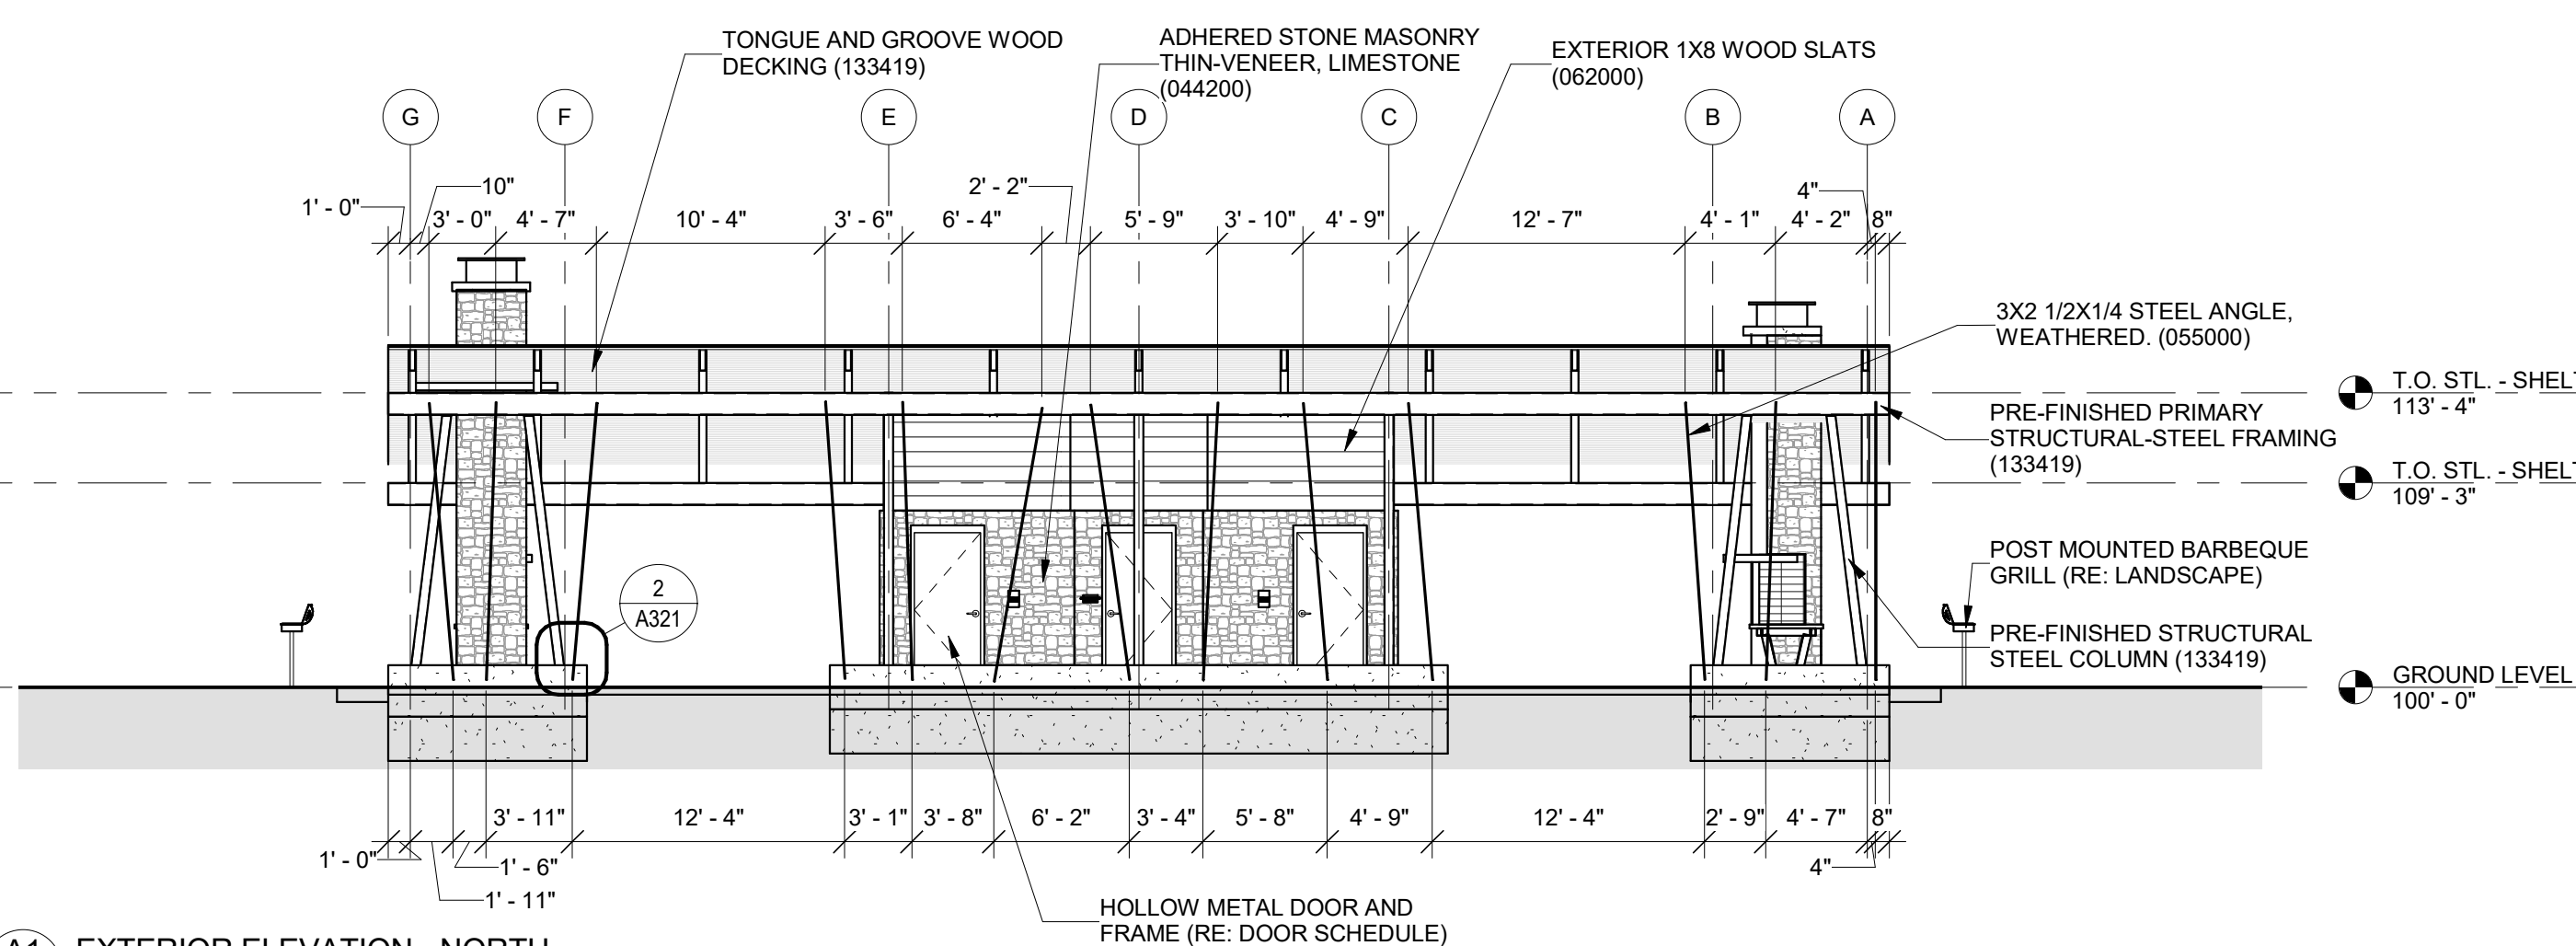 TONGUE AND GROOVE WOOD
DECKING (133419)
ADHERED STONE MASONRY
THIN-VENEER, LIMESTONE
(044200)
EXTERIOR 1X8 WOOD SLATS
(062000)
G
F
E
D
C
B
A
1' - 0"
10"
2' - 2"
4"
3' - 0"
4' - 7"
10' - 4"
3' - 6"
6' - 4"
5' - 9"
3' - 10"
4' - 9"
12' - 7"
4' - 1"
4' - 2"
8"
3X2 1/2X1/4 STEEL ANGLE,
WEATHERED. (055000)
T.O. STL. - SHELT
113' - 4"
PRE-FINISHED PRIMARY
STRUCTURAL-STEEL FRAMING
(133419)
T.O. STL. - SHELT
109' - 3"
POST MOUNTED BARBEQUE
GRILL (RE: LANDSCAPE)
2
A321
PRE-FINISHED STRUCTURAL
STEEL COLUMN (133419)
GROUND LEVEL
100' - 0"
3' - 11"
12' - 4"
3' - 1"
3' - 8"
6' - 2"
3' - 4"
5' - 8"
4' - 9"
12' - 4"
2' - 9"
4' - 7"
8"
1' - 0"
1' - 6"
1' - 11"
4"
HOLLOW METAL DOOR AND
FRAME (RE: DOOR SCHEDULE)
A1
EXTERIOR ELEVATION - NORTH